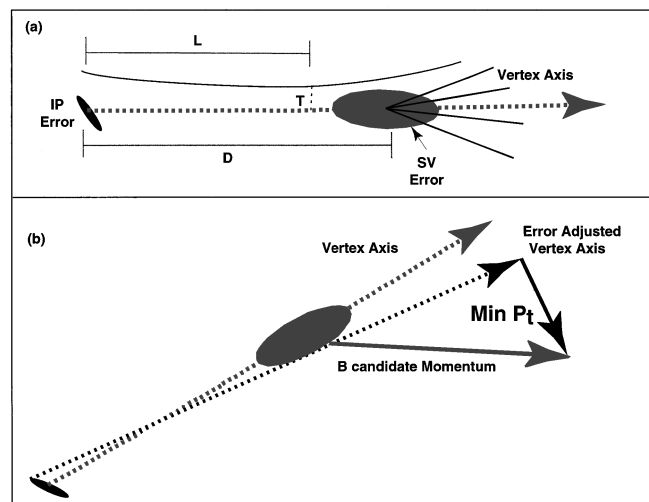 (a)
L
IP
Error
T
Vertex Axis
D
SV
Error
(b)
Vertex Axis
Error Adjusted
Vertex Axis
Min Pt
B candidate Momentum